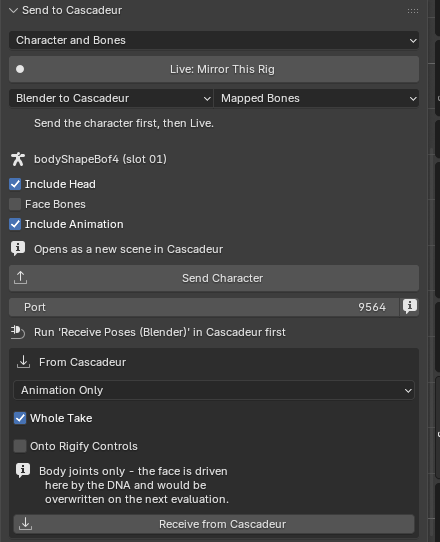 Send to Cascadeur
Character and Bones
Live: Mirror This Rig
Blender to Cascadeur Mapped Bones
Send the character first, then Live.
bodyShapeBof4 (slot 01)
Include Head
Face Bones
Include Animation
Opens as a new scene in Cascadeur
Send Character
Port 9564
Run 'Receive Poses (Blender)' in Cascadeur first
From Cascadeur
Animation Only
Whole Take
Onto Rigify Controls
Body joints only - the face is driven
here by the DNA and would be
overwritten on the next evaluation.
Receive from Cascadeur